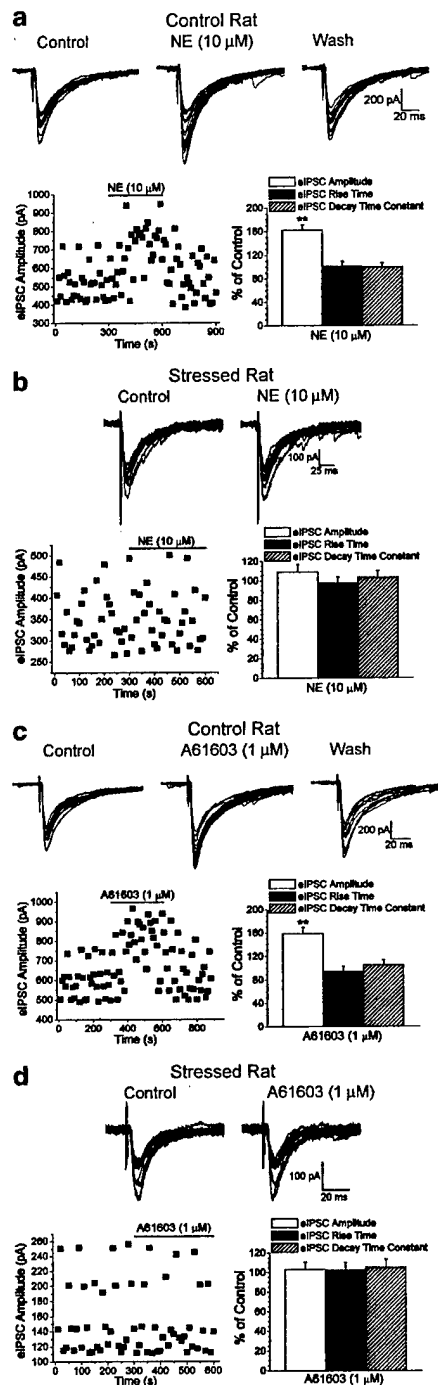 a
Control Rat
Control NE (10 μM) Wash
200 pA
20 ms
NE (10 μM)
eIPSC Amplitude (pA)
1000
900
800
700
600
500
400
300
0 200 400 600 800
Time (s)
eIPSC Amplitude
eIPSC Rise Time
eIPSC Decay Time Constant
**
% of Control
200
160
120
80
40
0
NE (10 μM)
b
Stressed Rat
Control NE (10 μM)
100 pA
25 ms
NE (10 μM)
eIPSC Amplitude (pA)
500
450
400
350
300
250
0 100 200 300 400 500 600
Time (s)
eIPSC Amplitude
eIPSC Rise Time
eIPSC Decay Time Constant
% of Control
120
100
80
60
40
20
0
NE (10 μM)
c
Control Rat
Control A61603 (1 μM) Wash
200 pA
20 ms
A61603 (1 μM)
eIPSC Amplitude (pA)
1000
900
800
700
600
500
400
0 200 400 600 800
Time (s)
eIPSC Amplitude
eIPSC Rise Time
eIPSC Decay Time Constant
**
% of Control
200
160
120
80
40
0
A61603 (1 μM)
d
Stressed Rat
Control A61603 (1 μM)
100 pA
20 ms
A61603 (1 μM)
eIPSC Amplitude (pA)
260
240
220
200
180
160
140
120
100
0 100 200 300 400 500 600
Time (s)
eIPSC Amplitude
eIPSC Rise Time
eIPSC Decay Time Constant
% of Control
120
100
80
60
40
20
0
A61603 (1 μM)